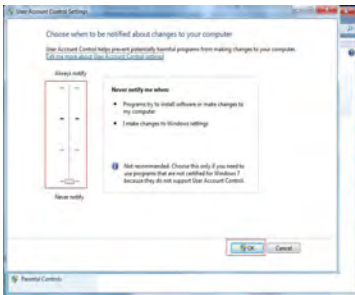 User Account Control Settings
Choose when to be notified about changes to your computer
User Account Control helps prevent potentially harmful programs from making changes to your computer.
Tell me more about User Account Control settings
Always notify
Never notify me when:
• Programs try to install software or make changes to
my computer
• I make changes to Windows settings
Not recommended. Choose this only if you need to
use programs that are not certified for Windows 7
because they do not support User Account Control.
Never notify
OK
Cancel
Parental Controls